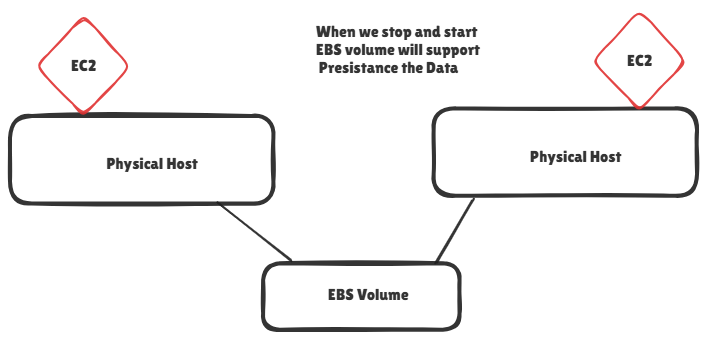 When we stop and start
EBS volume will support
Presistance the Data
EC2
EC2
Physical Host
Physical Host
EBS Volume